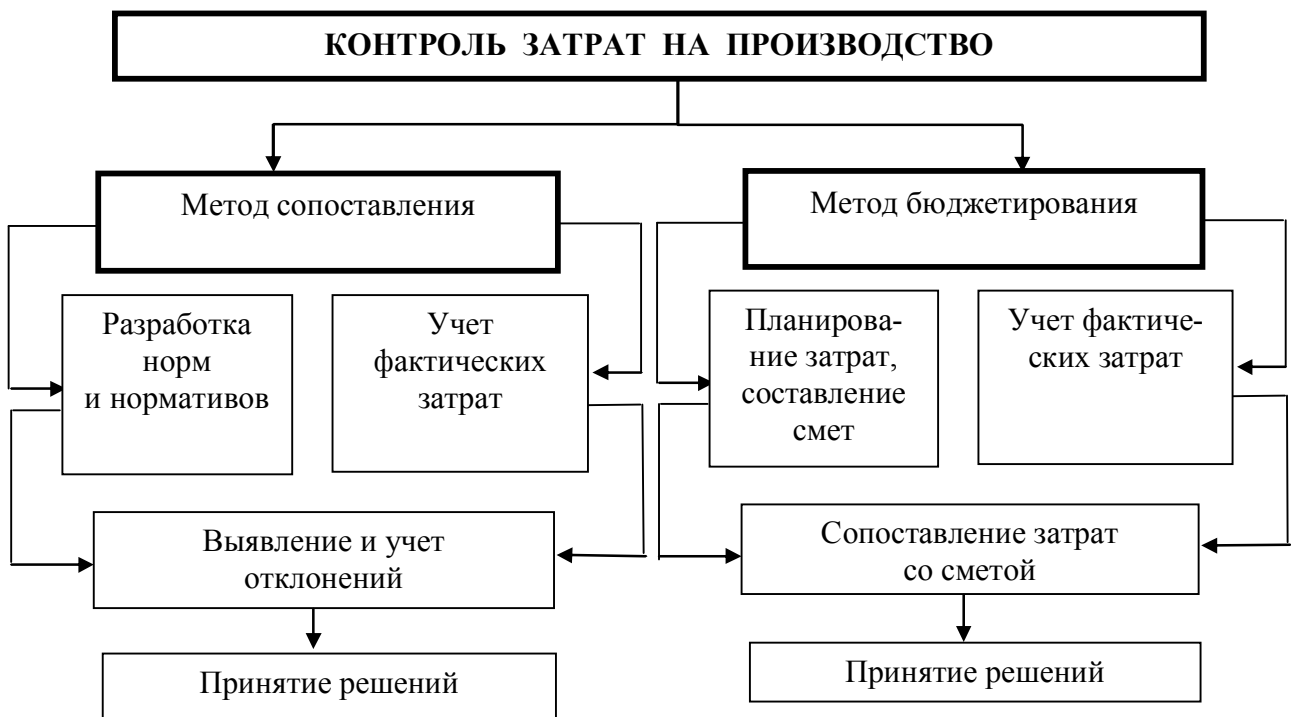 КОНТРОЛЬ ЗАТРАТ НА ПРОИЗВОДСТВО
Метод сопоставления
Метод бюджетирования
Разработка
норм
и нормативов
Учет
фактических
затрат
Планирова-
ние затрат,
составление
смет
Учет фактиче-
ских затрат
Выявление и учет
отклонений
Сопоставление затрат
со сметой
Принятие решений
Принятие решений